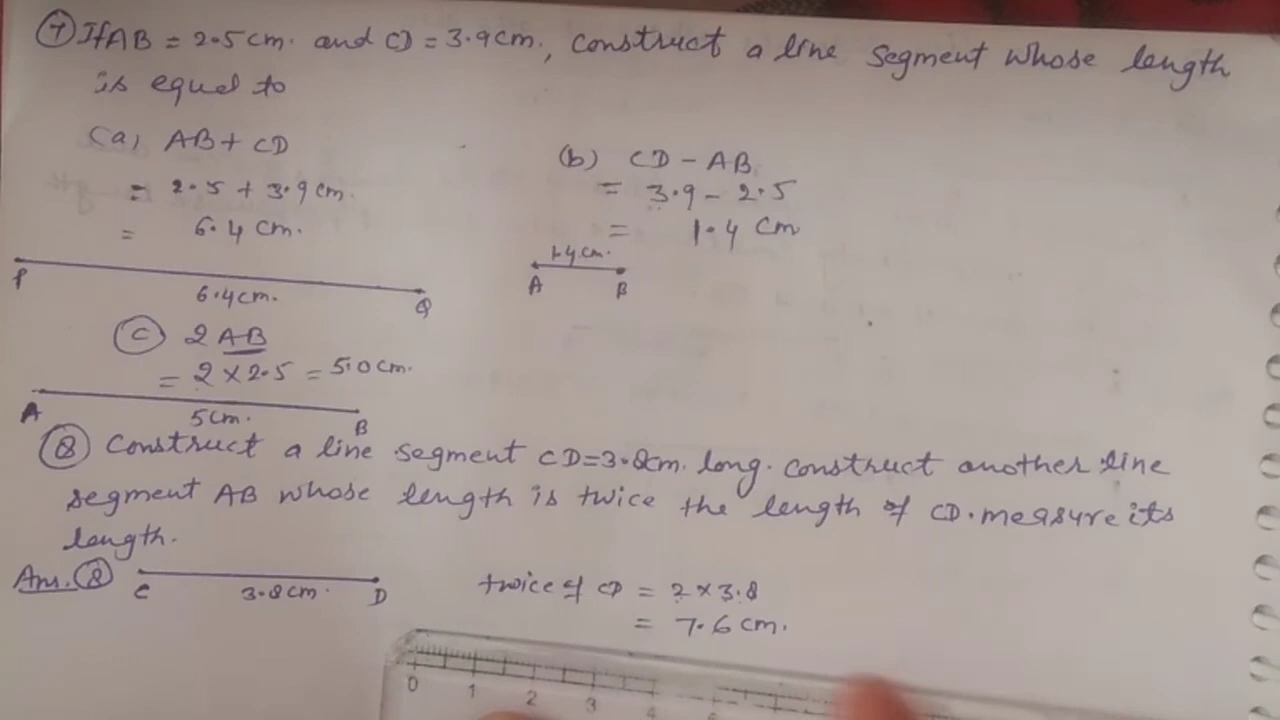 7 If AB = 2.5 cm. and CD = 3.9 cm., construct a line segment whose length
is equal to
(a) AB + CD
= 2.5 + 3.9 cm.
= 6.4 cm.
P 6.4 cm. Q
(b) CD - AB
= 3.9 - 2.5
= 1.4 cm
1.4 cm.
A B
C 2 AB
= 2 × 2.5 = 5.0 cm.
A 5 cm. B
8 Construct a line segment CD=3.8cm. long. construct another line
segment AB whose length is twice the length of CD. measure its
length.
Ans. 8 C 3.8 cm. D
twice of CD = 2 × 3.8
= 7.6 cm.
0 1 2 3 4